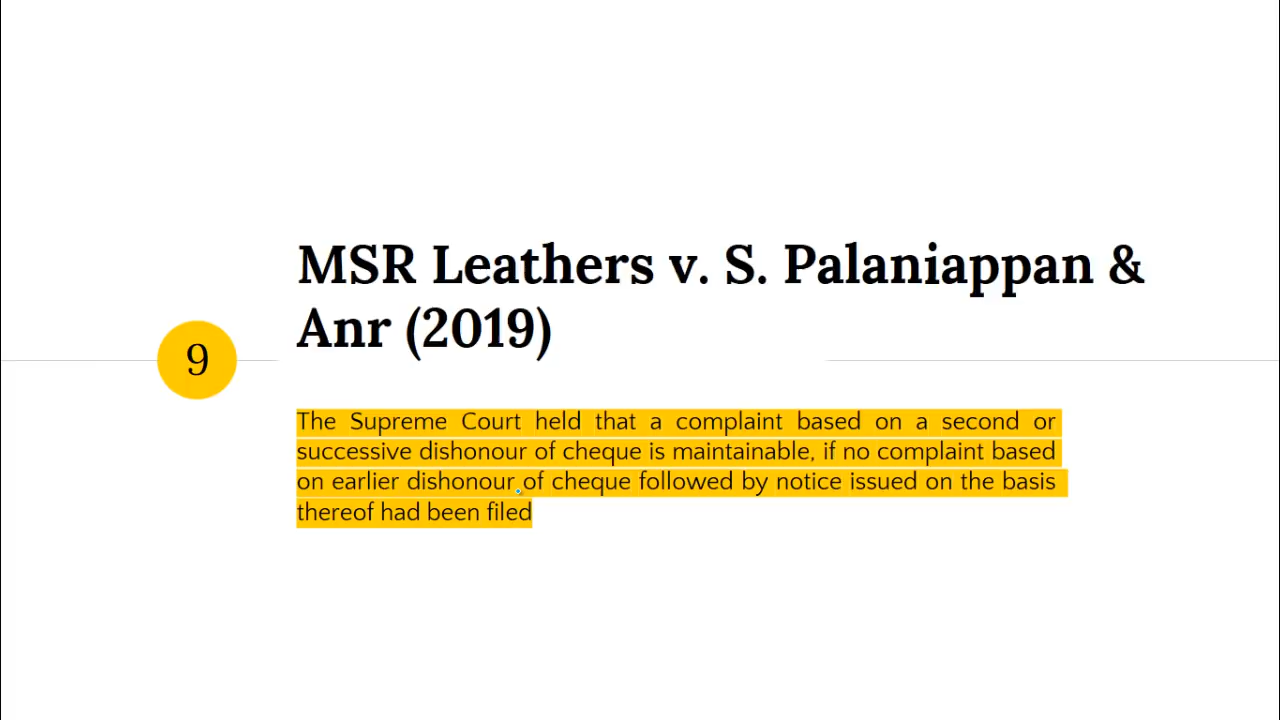 MSR Leathers v. S. Palaniappan &
Anr (2019)
9
The Supreme Court held that a complaint based on a second or
successive dishonour of cheque is maintainable, if no complaint based
on earlier dishonour of cheque followed by notice issued on the basis
thereof had been filed